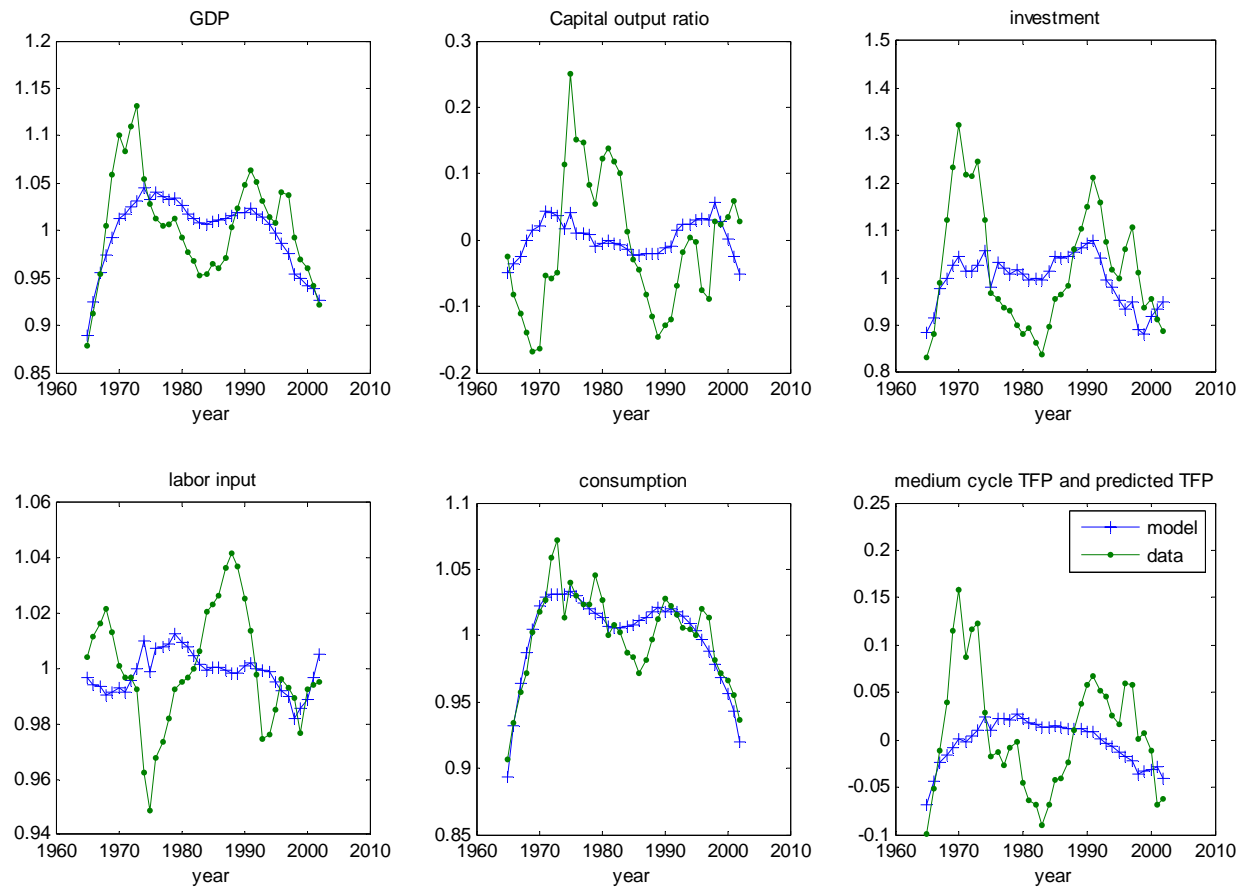 GDP
1.2
1.15
1.1
1.05
1
0.95
0.9
0.85
1960 1970 1980 1990 2000 2010
year
Capital output ratio
0.3
0.2
0.1
0
-0.1
-0.2
1960 1970 1980 1990 2000 2010
year
investment
1.5
1.4
1.3
1.2
1.1
1
0.9
0.8
1960 1970 1980 1990 2000 2010
year
labor input
1.06
1.04
1.02
1
0.98
0.96
0.94
1960 1970 1980 1990 2000 2010
year
consumption
1.1
1.05
1
0.95
0.9
0.85
1960 1970 1980 1990 2000 2010
year
medium cycle TFP and predicted TFP
0.25
0.2
0.15
0.1
0.05
0
-0.05
-0.1
1960 1970 1980 1990 2000 2010
year
model
data